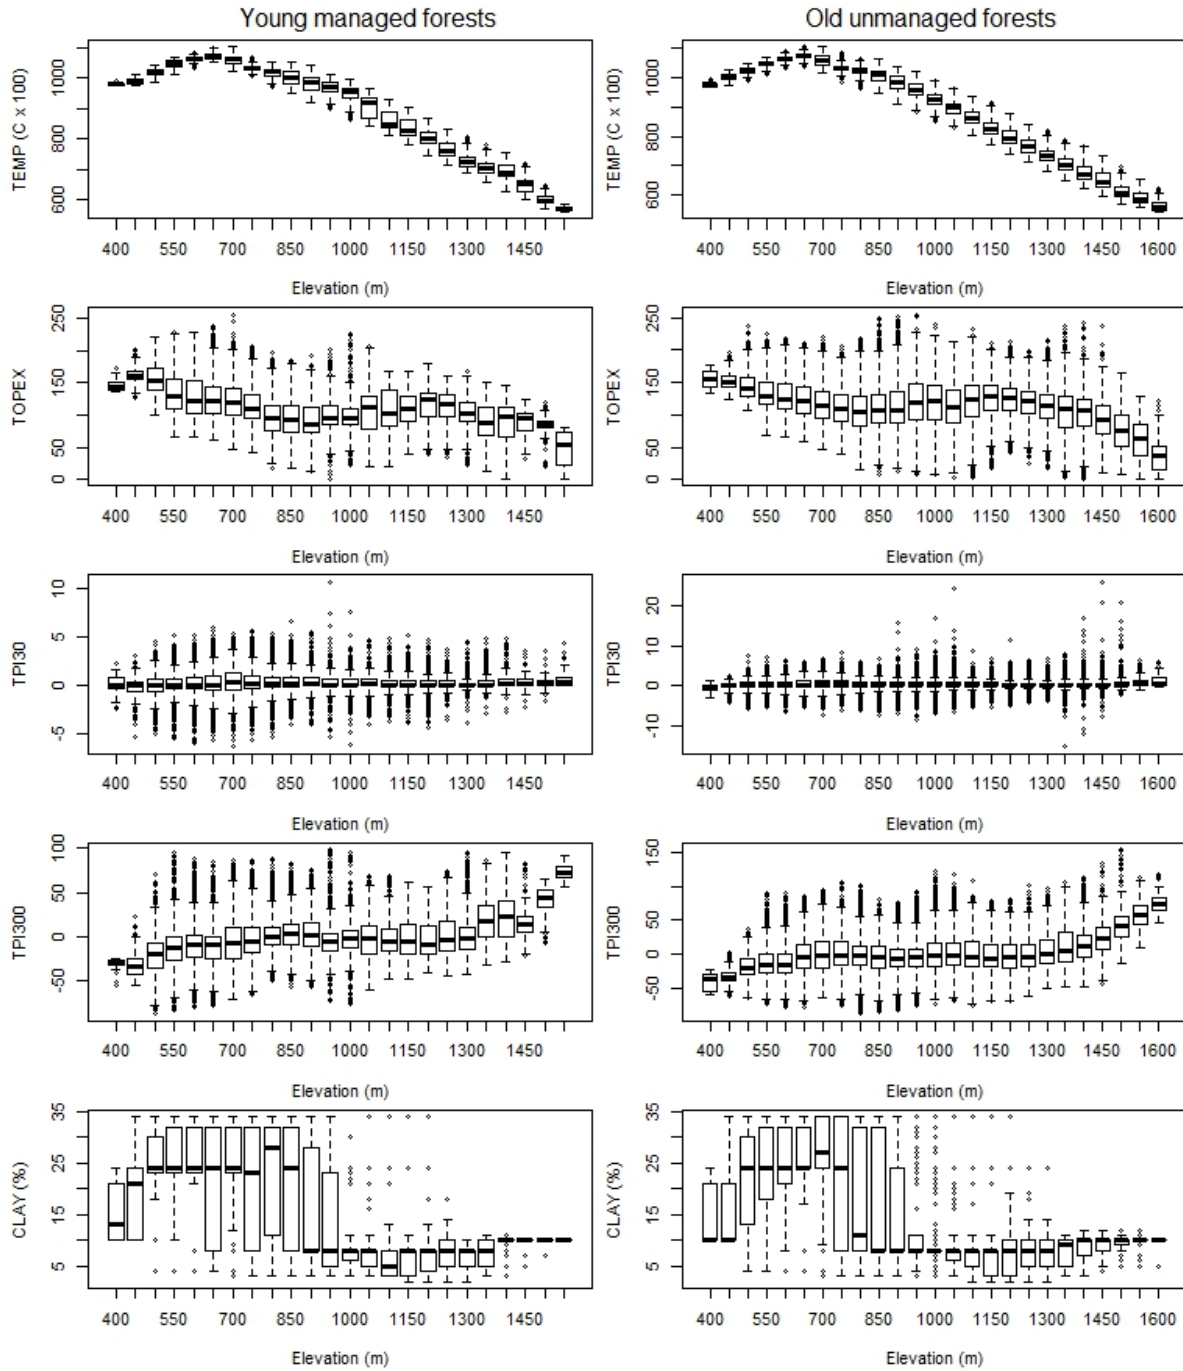 Young managed forests
Old unmanaged forests
TEMP (C x 100)
600 800 1000
400 550 700 850 1000 1150 1300 1450
Elevation (m)
TEMP (C x 100)
600 800 1000
400 550 700 850 1000 1150 1300 1450 1600
Elevation (m)
TOPEX
0 50 150 250
400 550 700 850 1000 1150 1300 1450
Elevation (m)
TOPEX
0 50 150 250
400 550 700 850 1000 1150 1300 1450 1600
Elevation (m)
TPI30
-5 0 5 10
400 550 700 850 1000 1150 1300 1450
Elevation (m)
TPI30
-10 0 10 20
400 550 700 850 1000 1150 1300 1450 1600
Elevation (m)
TPI300
-50 0 50 100
400 550 700 850 1000 1150 1300 1450
Elevation (m)
TPI300
-50 0 50 150
400 550 700 850 1000 1150 1300 1450 1600
Elevation (m)
CLAY (%)
5 15 25 35
400 550 700 850 1000 1150 1300 1450
Elevation (m)
CLAY (%)
5 15 25 35
400 550 700 850 1000 1150 1300 1450 1600
Elevation (m)